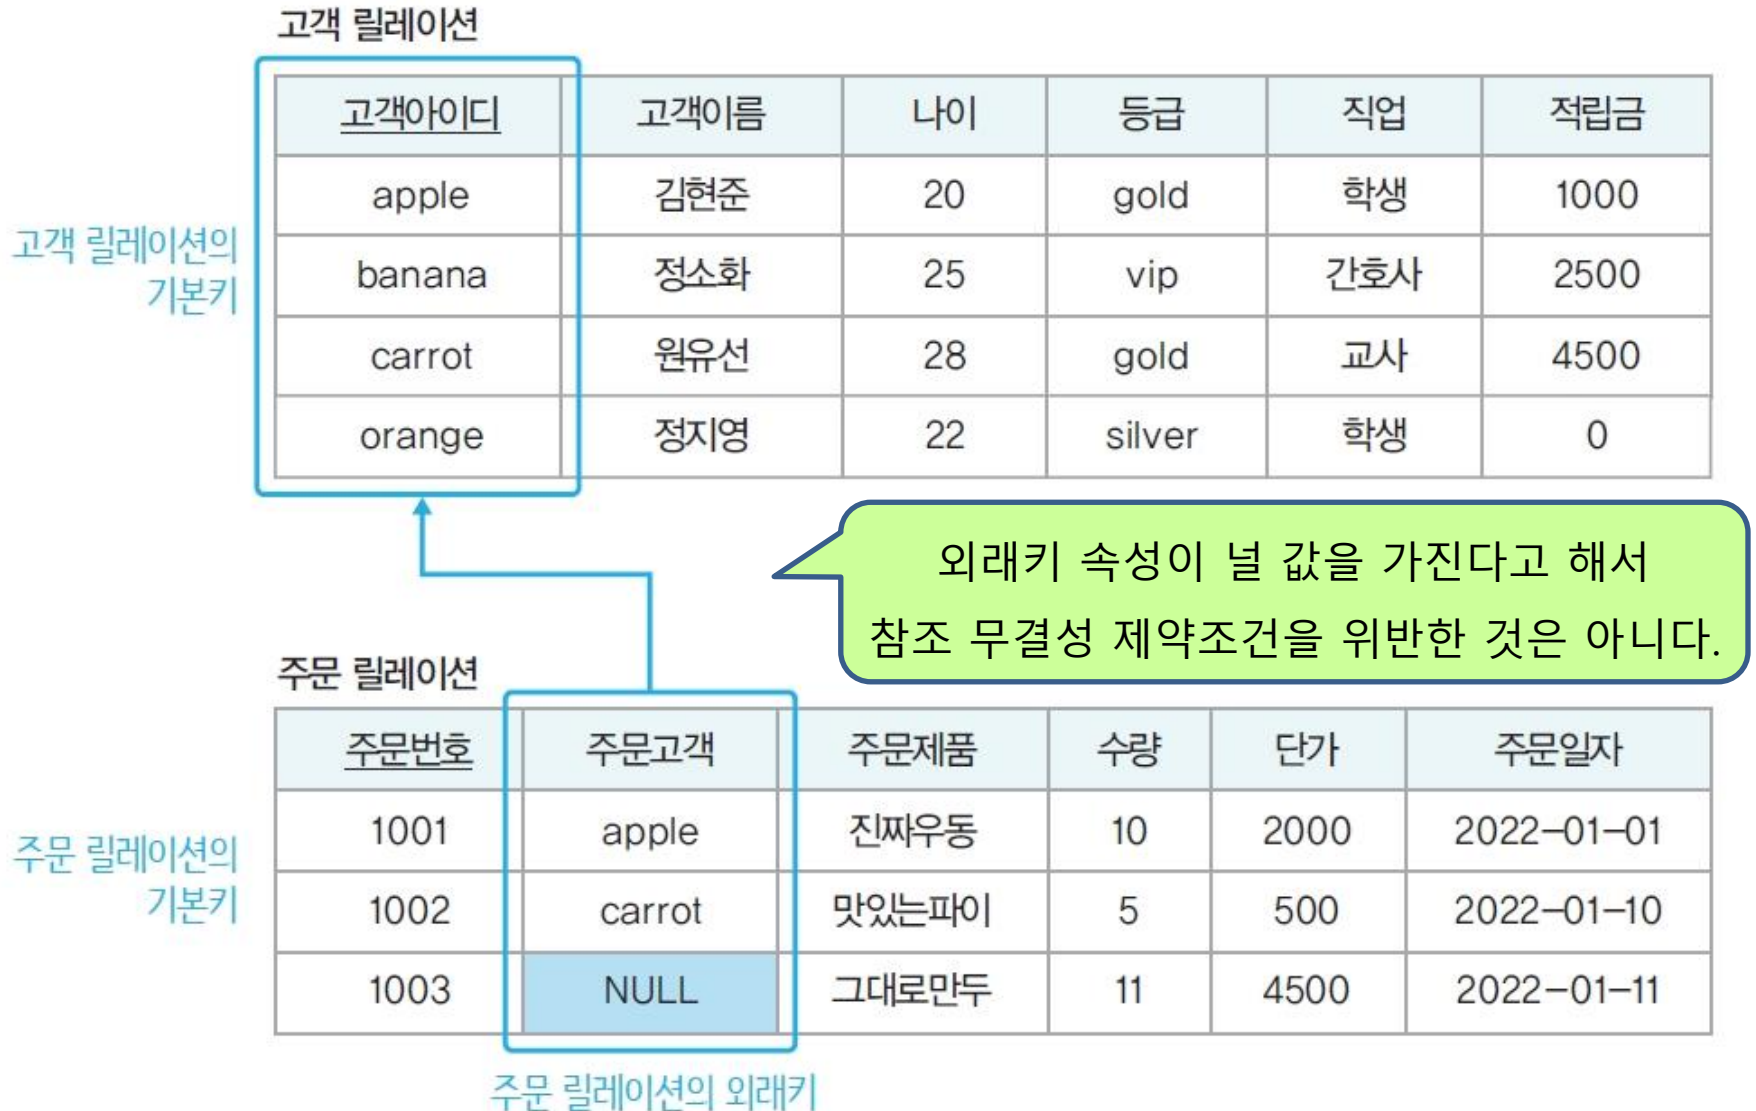 고객 릴레이션
고객아이디 고객이름 나이 등급 직업 적립금
apple 김현준 20 gold 학생 1000
고객 릴레이션의
기본키
banana 정소화 25 vip 간호사 2500
carrot 원유선 28 gold 교사 4500
orange 정지영 22 silver 학생 0
외래키 속성이 널 값을 가진다고 해서
참조 무결성 제약조건을 위반한 것은 아니다.
주문 릴레이션
주문번호 주문고객 주문제품 수량 단가 주문일자
1001 apple 진짜우동 10 2000 2022-01-01
주문 릴레이션의
기본키
1002 carrot 맛있는파이 5 500 2022-01-10
1003 NULL 그대로만두 11 4500 2022-01-11
주문 릴레이션의 외래키